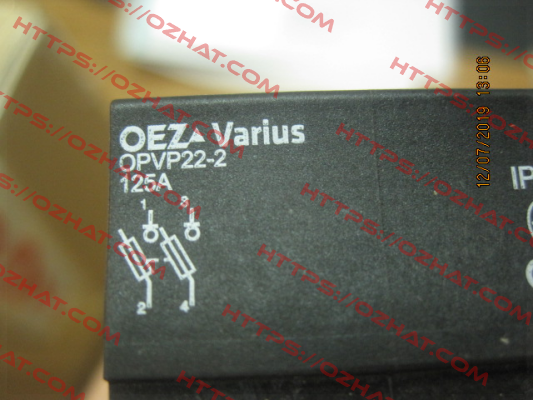 OEZ Varius
OPVP22-2
125A
IP
1 3
2 4
12/07/2019 13:06
HTTPS://OZHAT.COM